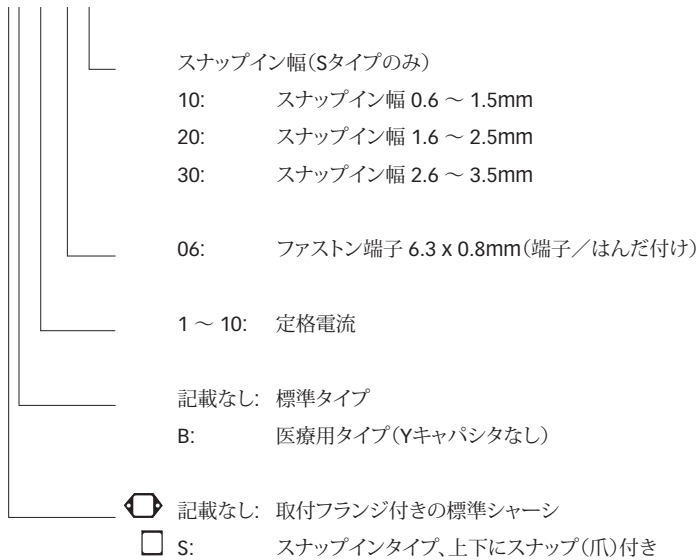 スナップイン幅（Sタイプのみ）
10: スナップイン幅 0.6 ～ 1.5mm
20: スナップイン幅 1.6 ～ 2.5mm
30: スナップイン幅 2.6 ～ 3.5mm
06: ファストン端子 6.3 x 0.8mm（端子／はんだ付け）
1 ～ 10: 定格電流
記載なし: 標準タイプ
B: 医療用タイプ（Yキャパシタなし）
記載なし: 取付フランジ付きの標準シャーシ
S: スナップインタイプ、上下にスナップ（爪）付き